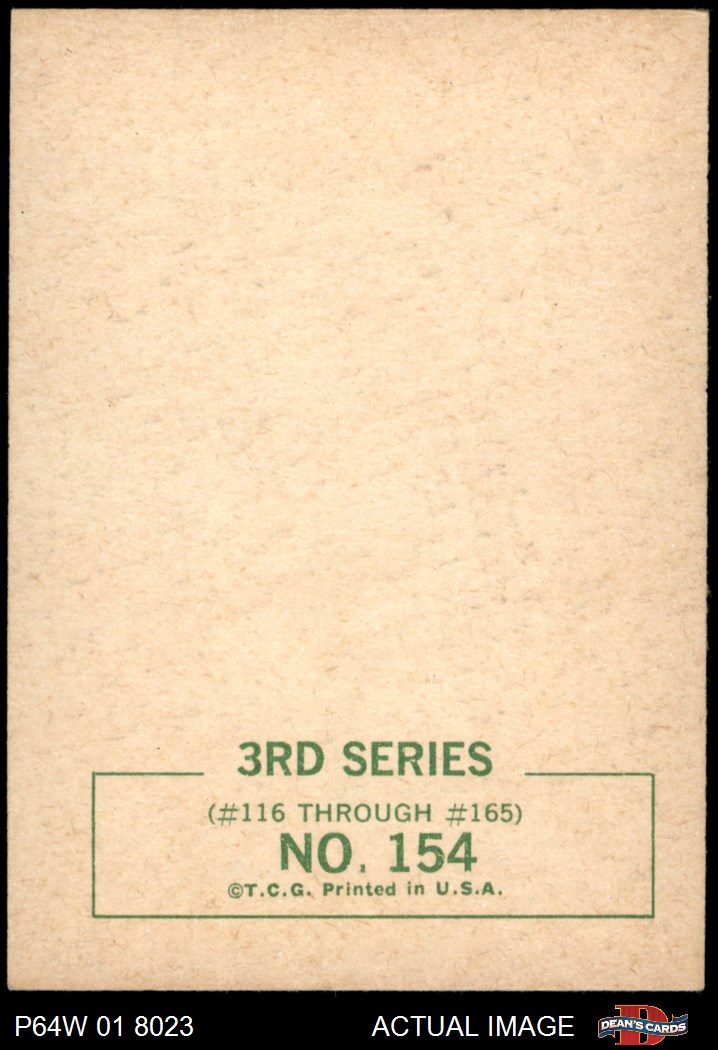 3RD SERIES
(#116 THROUGH #165)
NO. 154
©T.C.G. Printed in U.S.A.
P64W 01 8023
ACTUAL IMAGE
DEAN'S CARDS
D